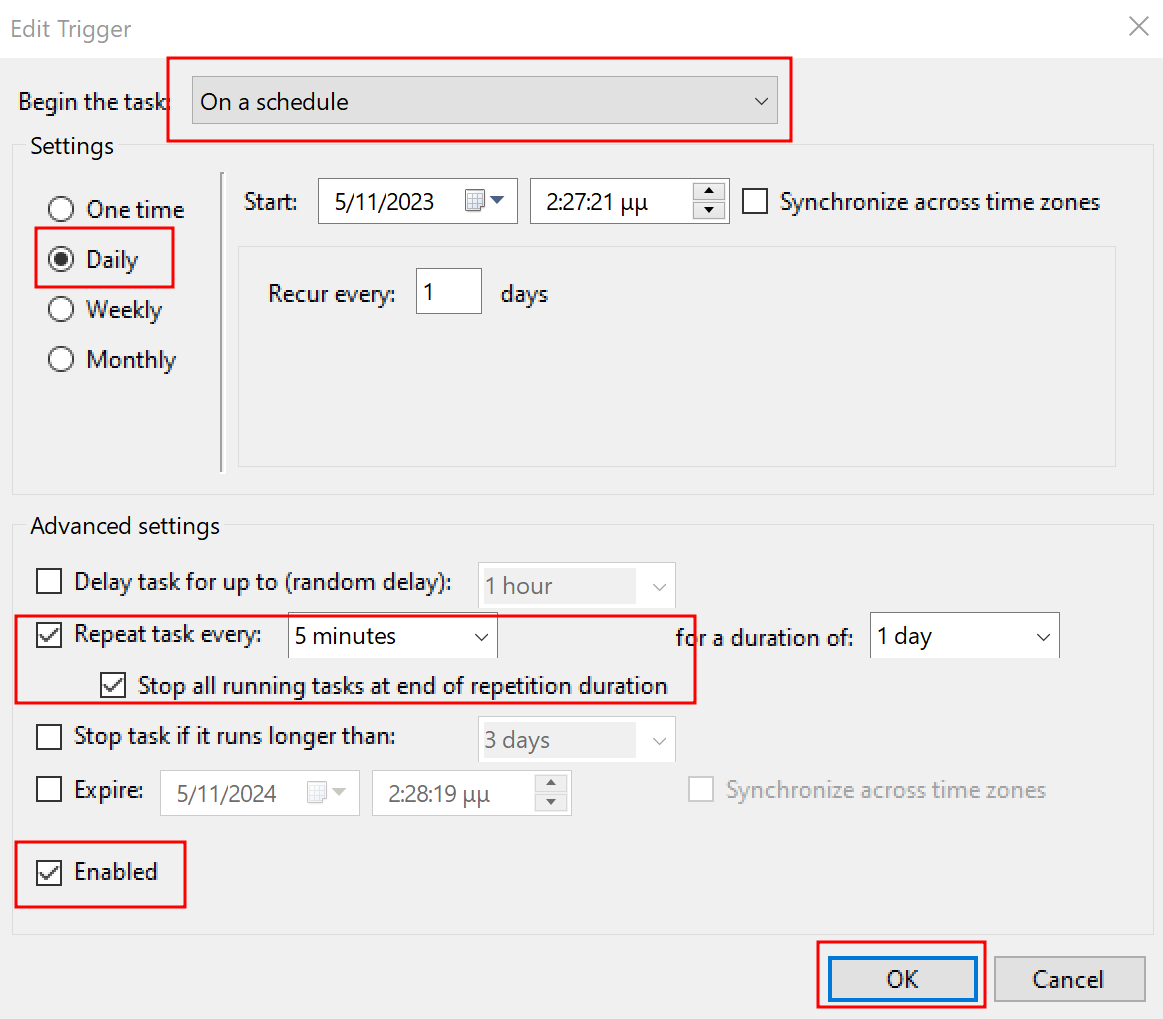 Edit Trigger
Begin the task: On a schedule
Settings
One time
Daily
Weekly
Monthly
Start: 5/11/2023 2:27:21 μμ Synchronize across time zones
Recur every: 1 days
Advanced settings
Delay task for up to (random delay): 1 hour
Repeat task every: 5 minutes for a duration of: 1 day
Stop all running tasks at end of repetition duration
Stop task if it runs longer than: 3 days
Expire: 5/11/2024 2:28:19 μμ Synchronize across time zones
Enabled
OK Cancel